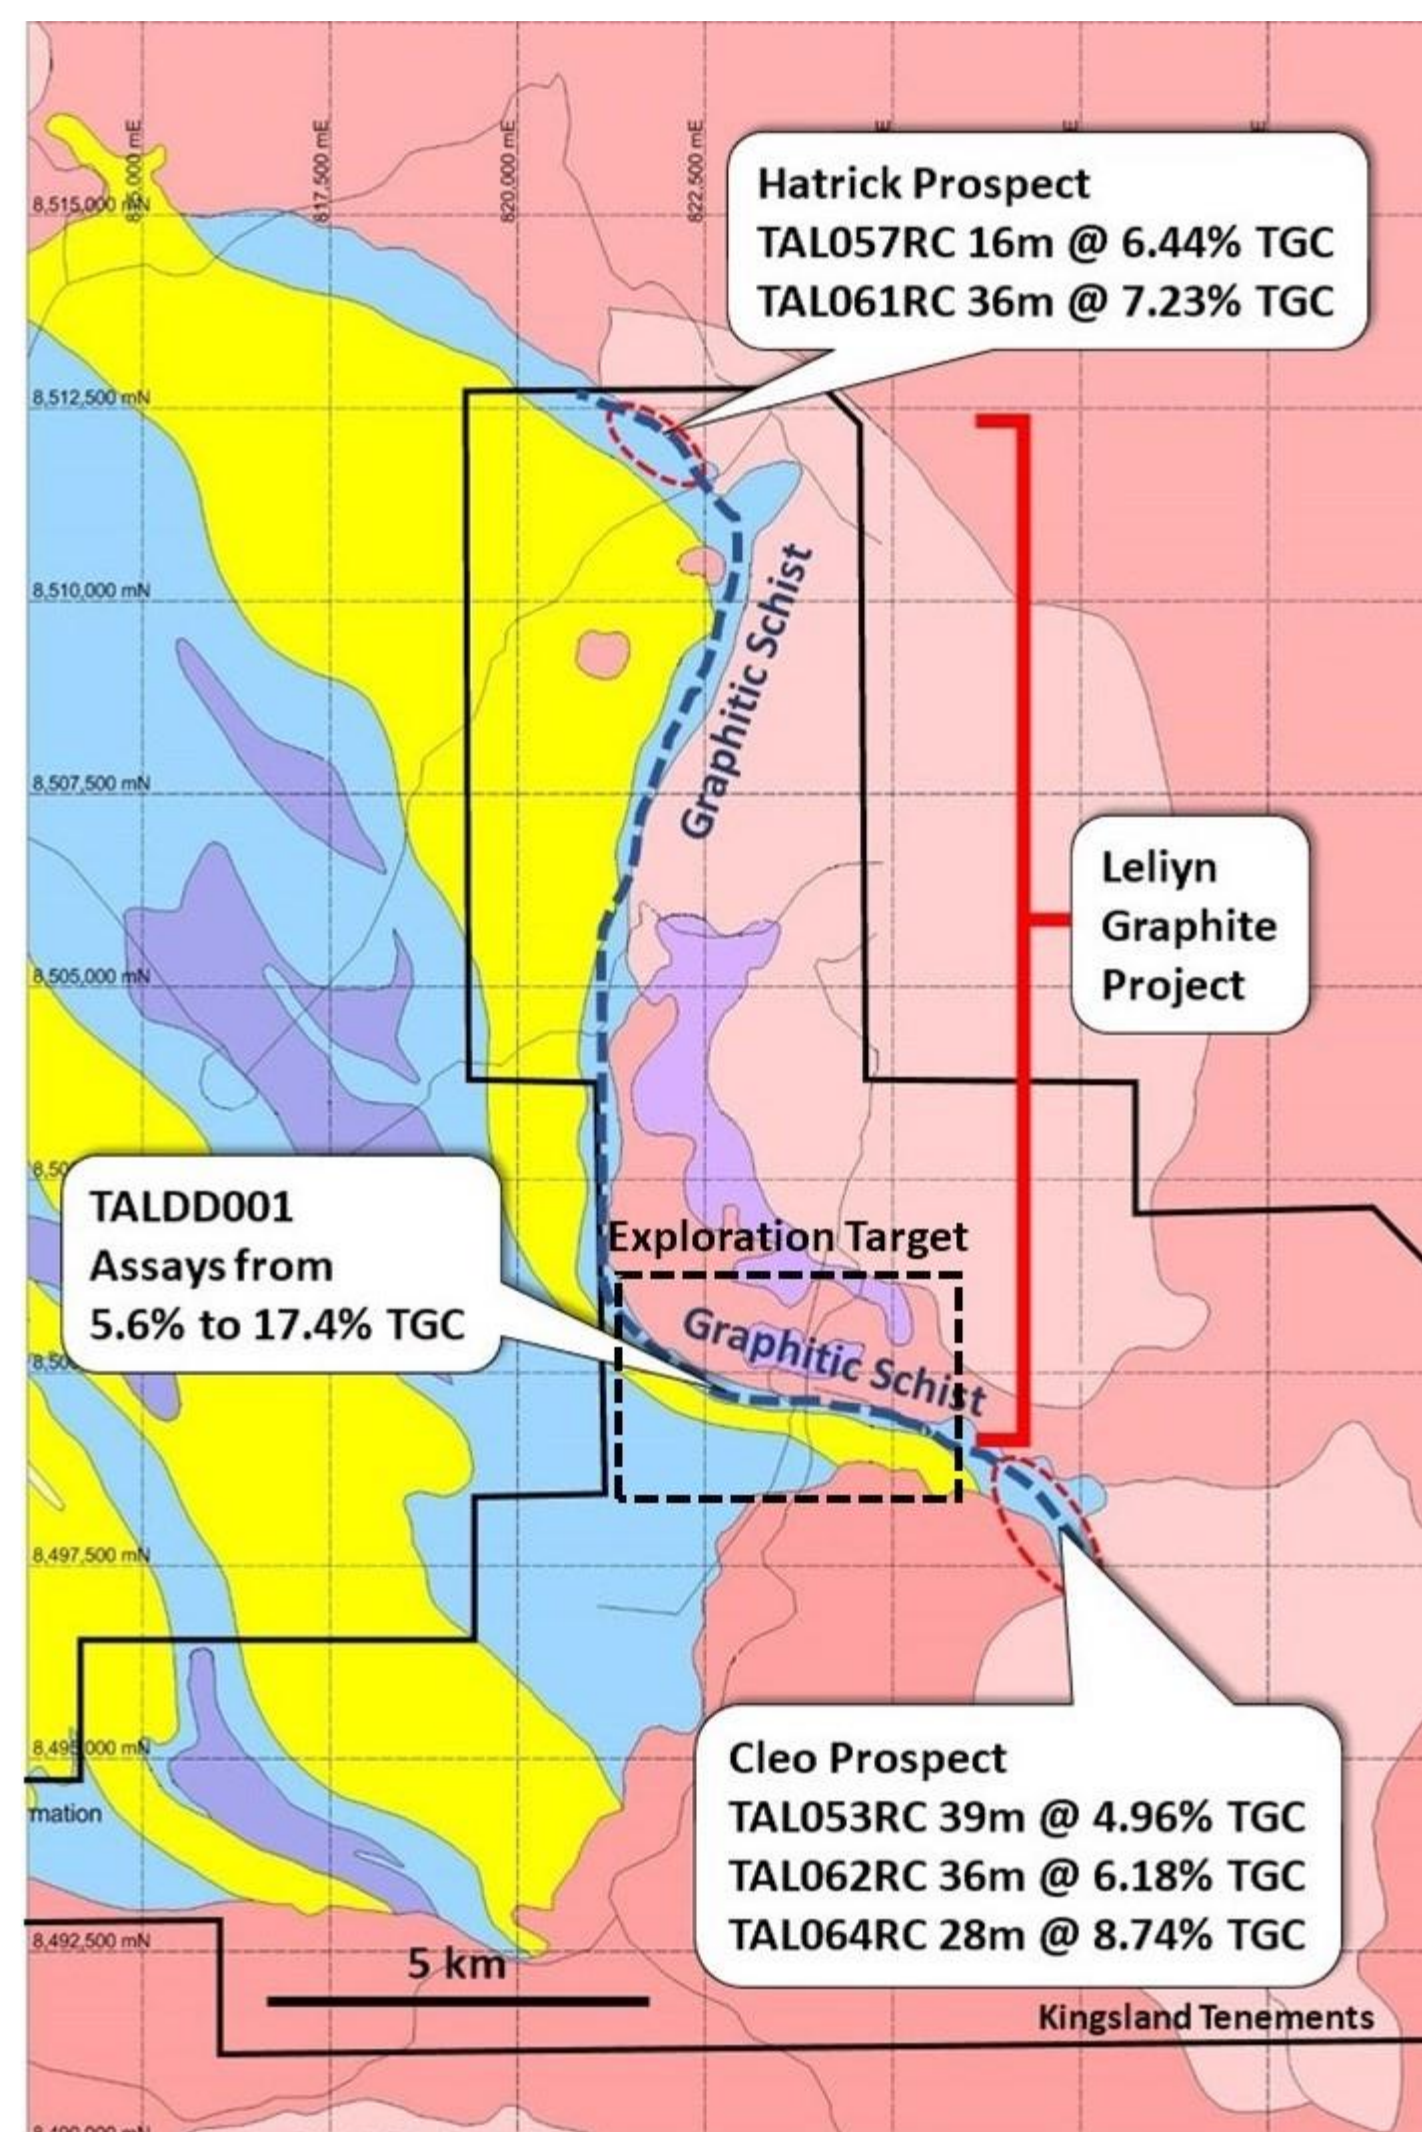 817,500 mE
820,000 mE
822,500 mE
8,515,000 mN
Hatrick Prospect
TAL057RC 16m @ 6.44% TGC
TAL061RC 36m @ 7.23% TGC
8,512,500 mN
8,510,000 mN
Graphitic Schist
8,507,500 mN
Leliyn
Graphite
Project
8,505,000 mN
TALDD001
Assays from
5.6% to 17.4% TGC
Exploration Target
Graphitic Schist
8,497,500 mN
8,495,000 mN
mation
Cleo Prospect
TAL053RC 39m @ 4.96% TGC
TAL062RC 36m @ 6.18% TGC
TAL064RC 28m @ 8.74% TGC
8,492,500 mN
5 km
Kingsland Tenements